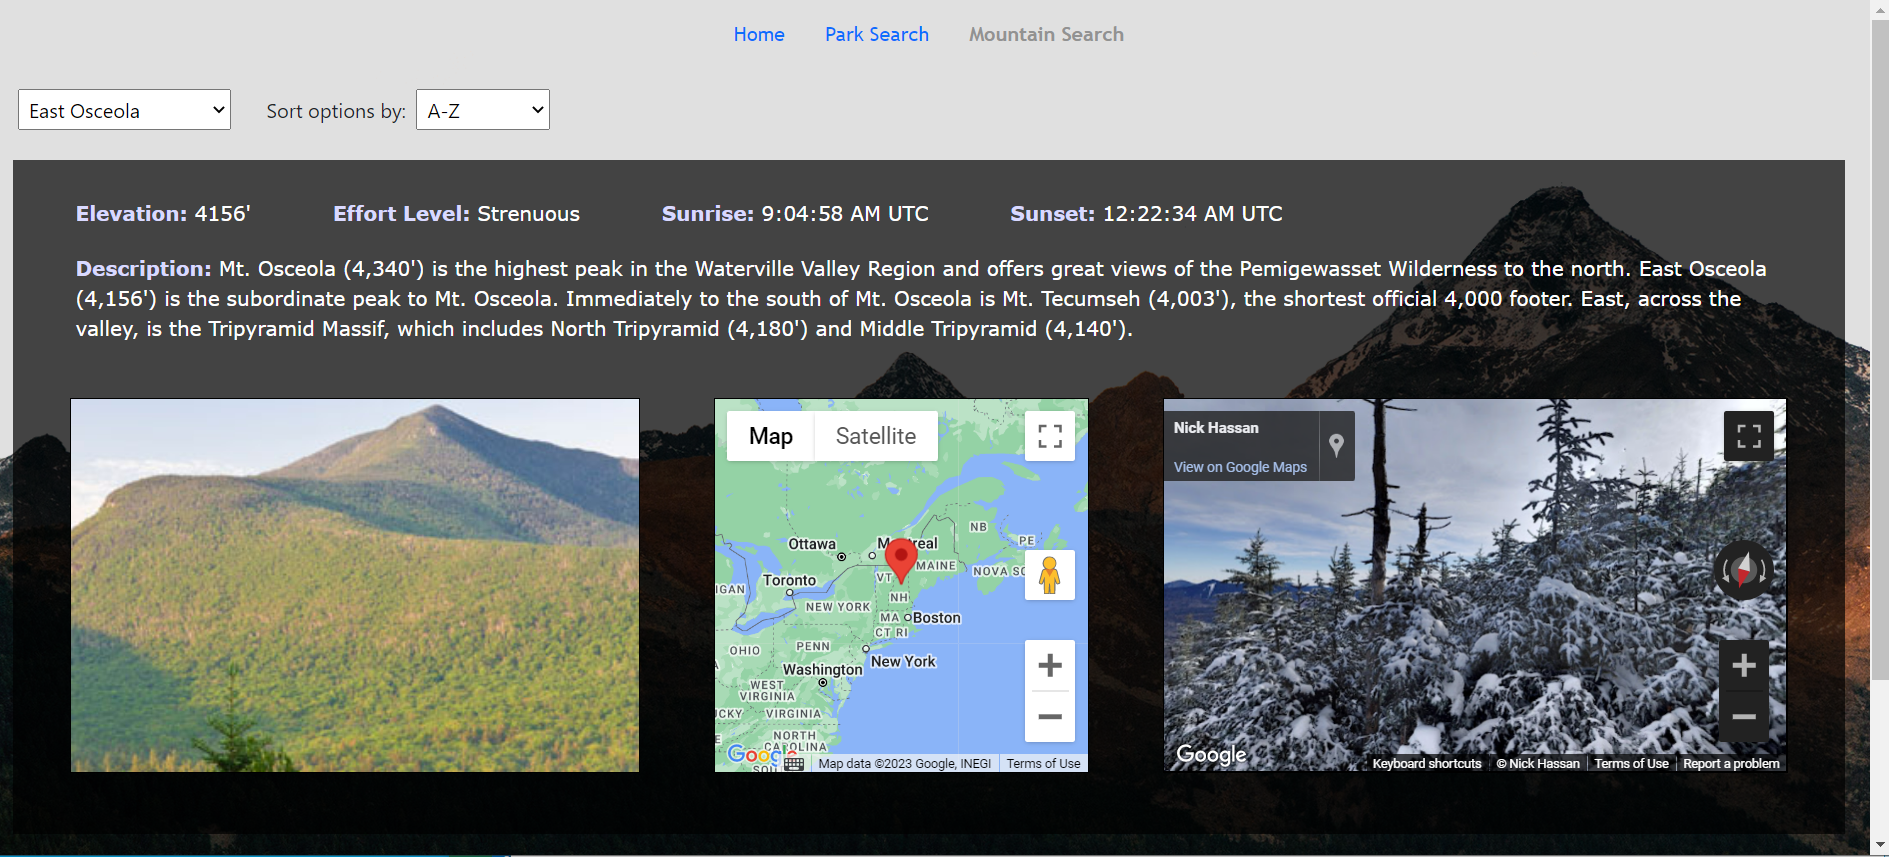 Home Park Search Mountain Search
East Osceola Sort options by: A-Z
Elevation: 4156' Effort Level: Strenuous Sunrise: 9:04:58 AM UTC Sunset: 12:22:34 AM UTC
Description: Mt. Osceola (4,340') is the highest peak in the Waterville Valley Region and offers great views of the Pemigewasset Wilderness to the north. East Osceola
(4,156') is the subordinate peak to Mt. Osceola. Immediately to the south of Mt. Osceola is Mt. Tecumseh (4,003'), the shortest official 4,000 footer. East, across the
valley, is the Tripyramid Massif, which includes North Tripyramid (4,180') and Middle Tripyramid (4,140').
Map Satellite
NB
Ottawa
PE
MAINE
NOVA SC
VT
Toronto
IGAN
NH
NEW YORK
MA Boston
CT RI
PENN
OHIO
New York
Washington
WEST
VIRGINIA
UCKY VIRGINIA
NORTH
CAROLINA
Google
Map data ©2023 Google, INEGI Terms of Use
Nick Hassan
View on Google Maps
Google
Keyboard shortcuts © Nick Hassan Terms of Use Report a problem